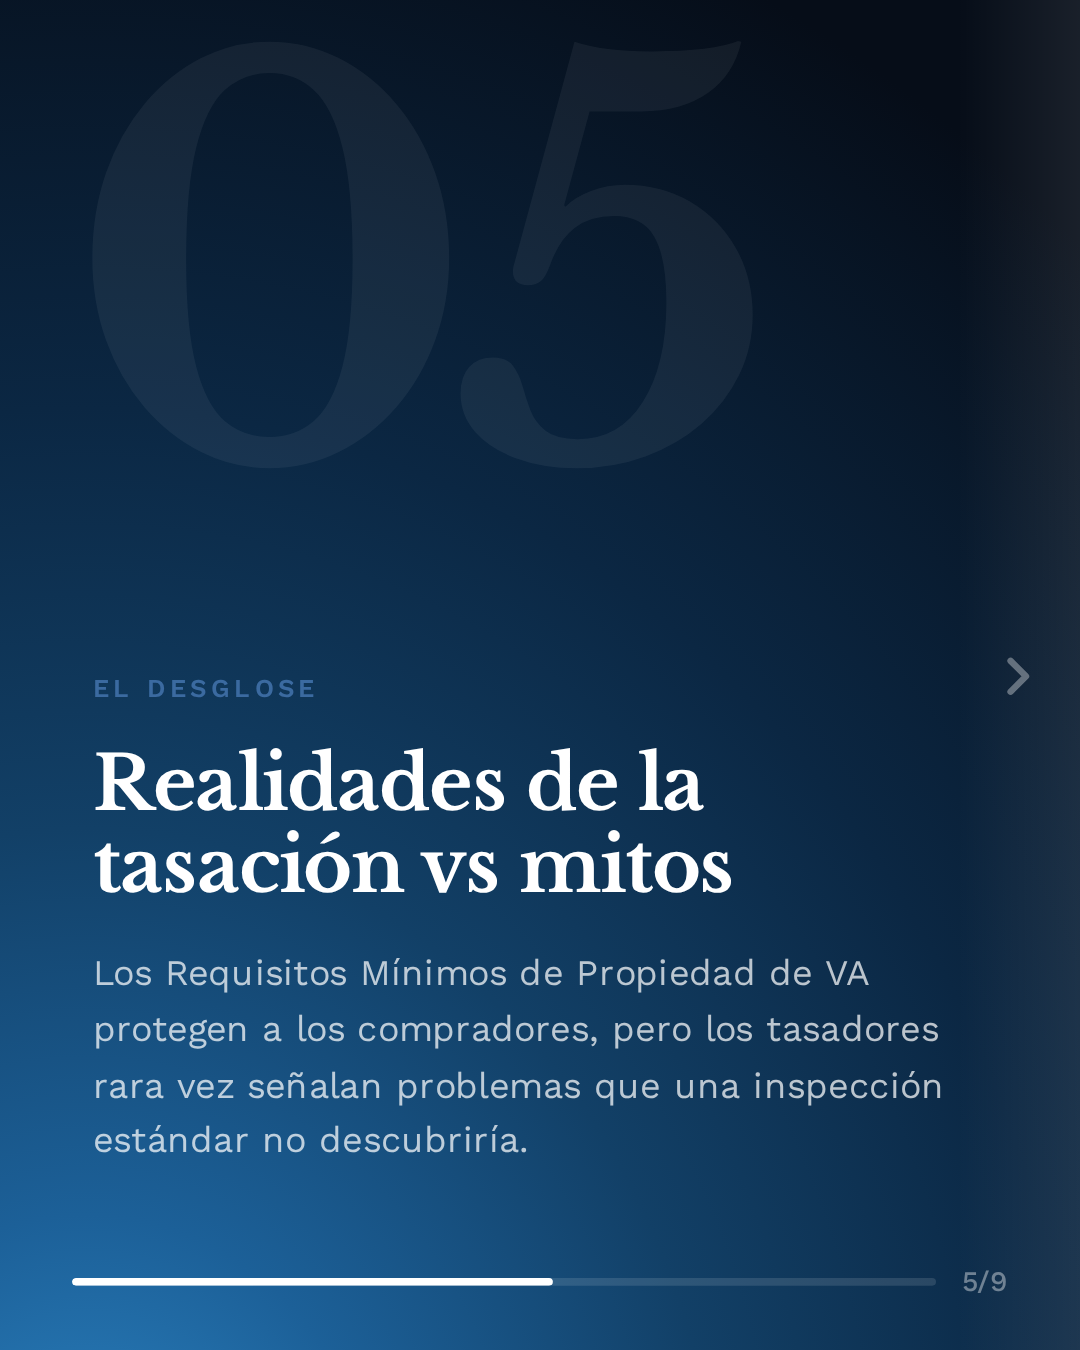 05
EL DESGLOSE
Realidades de la
tasación vs mitos
Los Requisitos Mínimos de Propiedad de VA
protegen a los compradores, pero los tasadores
rara vez señalan problemas que una inspección
estándar no descubriría.
5/9